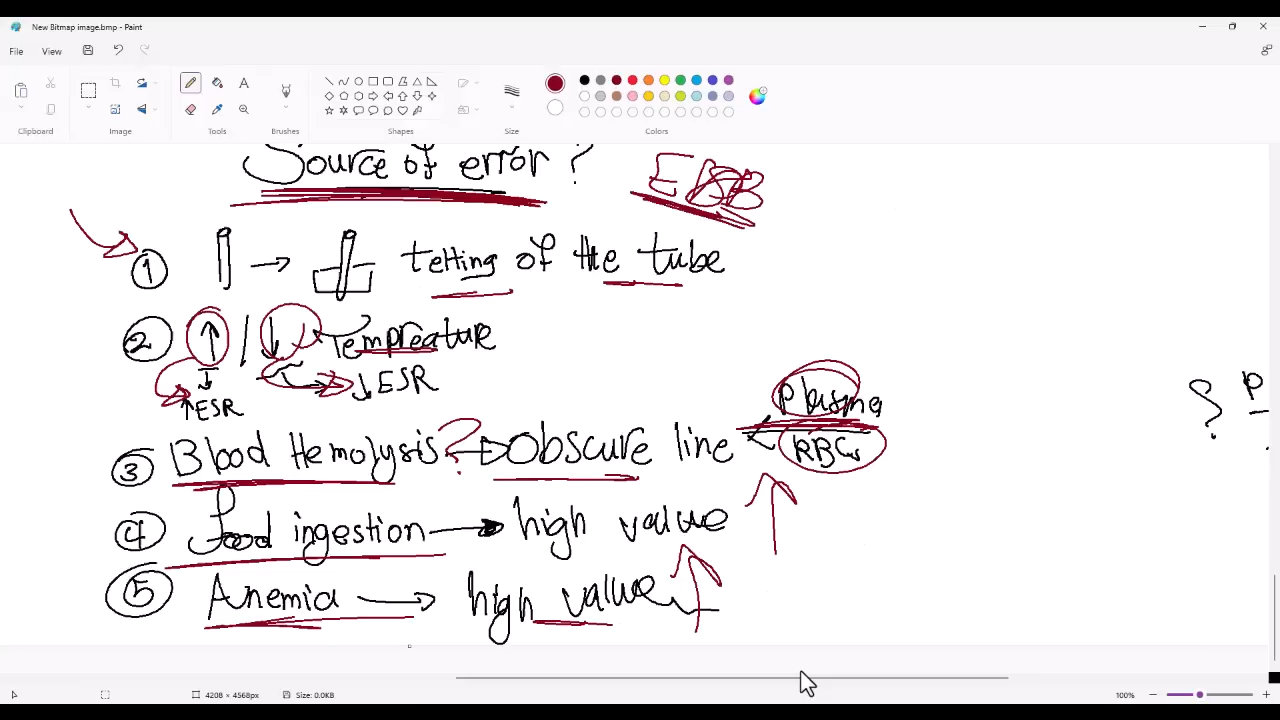 New Bitmap image.bmp - Paint
File View
Clipboard Image Tools Brushes Shapes Size Colors
Source of error ?
① → tetting of the tube
② ↑ / ↓ Tempreature
↑ESR ↓ESR
Plasma
③ Blood Hemolysis ? → Obscure line
RBCs
④ Food ingestion → high value ↑
⑤ Anemia → high value ↑
? P
4208 × 4568px Size: 0.0KB 100%